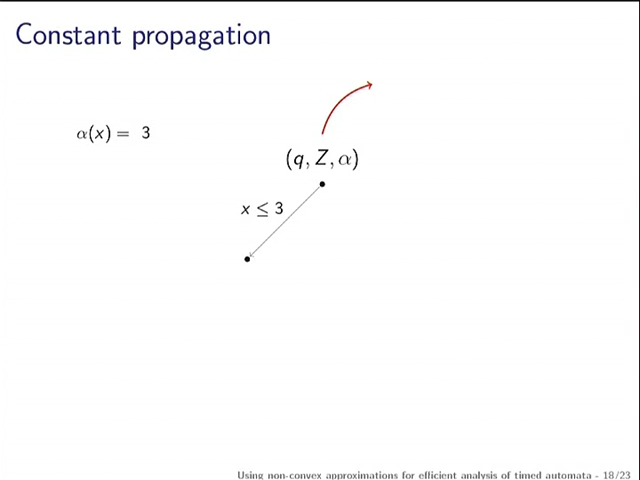 Constant propagation
α(x) = 3
(q, Z, α)
x ≤ 3
Using non-convex approximations for efficient analysis of timed automata - 18/23